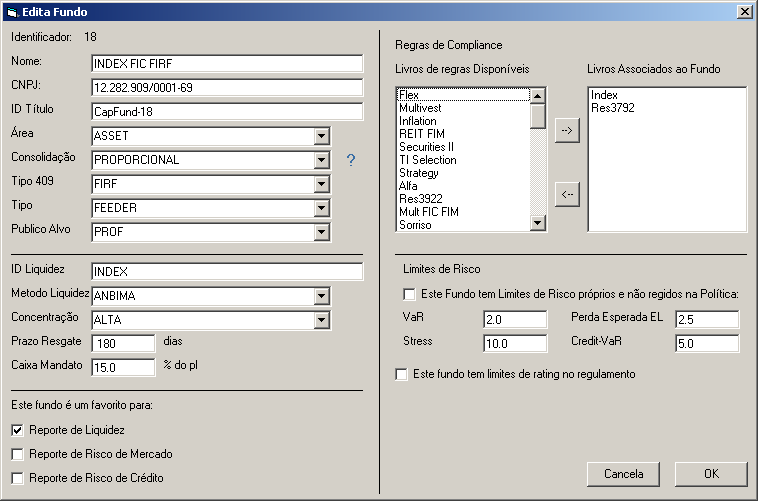 Edita Fundo
Identificador: 18
Nome: INDEX FIC FIRF
CNPJ: 12.282.909/0001-69
ID Título CapFund-18
Área ASSET
Consolidação PROPORCIONAL ?
Tipo 409 FIRF
Tipo FEEDER
Publico Alvo PROF
ID Liquidez INDEX
Metodo Liquidez ANBIMA
Concentração ALTA
Prazo Resgate 180 dias
Caixa Mandato 15.0 % do pl
Este fundo é um favorito para:
Reporte de Liquidez
Reporte de Risco de Mercado
Reporte de Risco de Crédito
Regras de Compliance
Livros de regras Disponíveis
Flex
Multivest
Inflation
REIT FIM
Securities II
TI Selection
Strategy
Alfa
Res3922
Mult FIC FIM
Sorriso
-->
<--
Livros Associados ao Fundo
Index
Res3792
Limites de Risco
Este Fundo tem Limites de Risco próprios e não regidos na Política:
VaR 2.0 Perda Esperada EL 2.5
Stress 10.0 Credit-VaR 5.0
Este fundo tem limites de rating no regulamento
Cancela OK